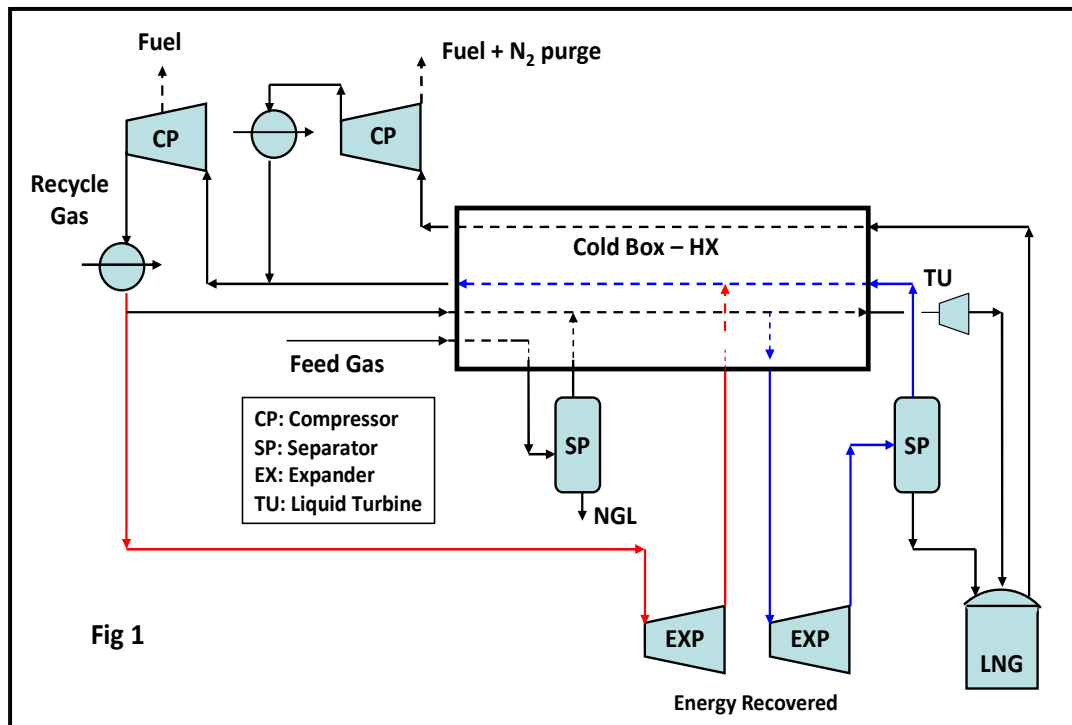 Fuel
Fuel + N₂ purge
CP
CP
Recycle
Gas
Cold Box – HX
TU
Feed Gas
CP: Compressor
SP: Separator
EX: Expander
TU: Liquid Turbine
SP
SP
NGL
Fig 1
EXP
EXP
LNG
Energy Recovered